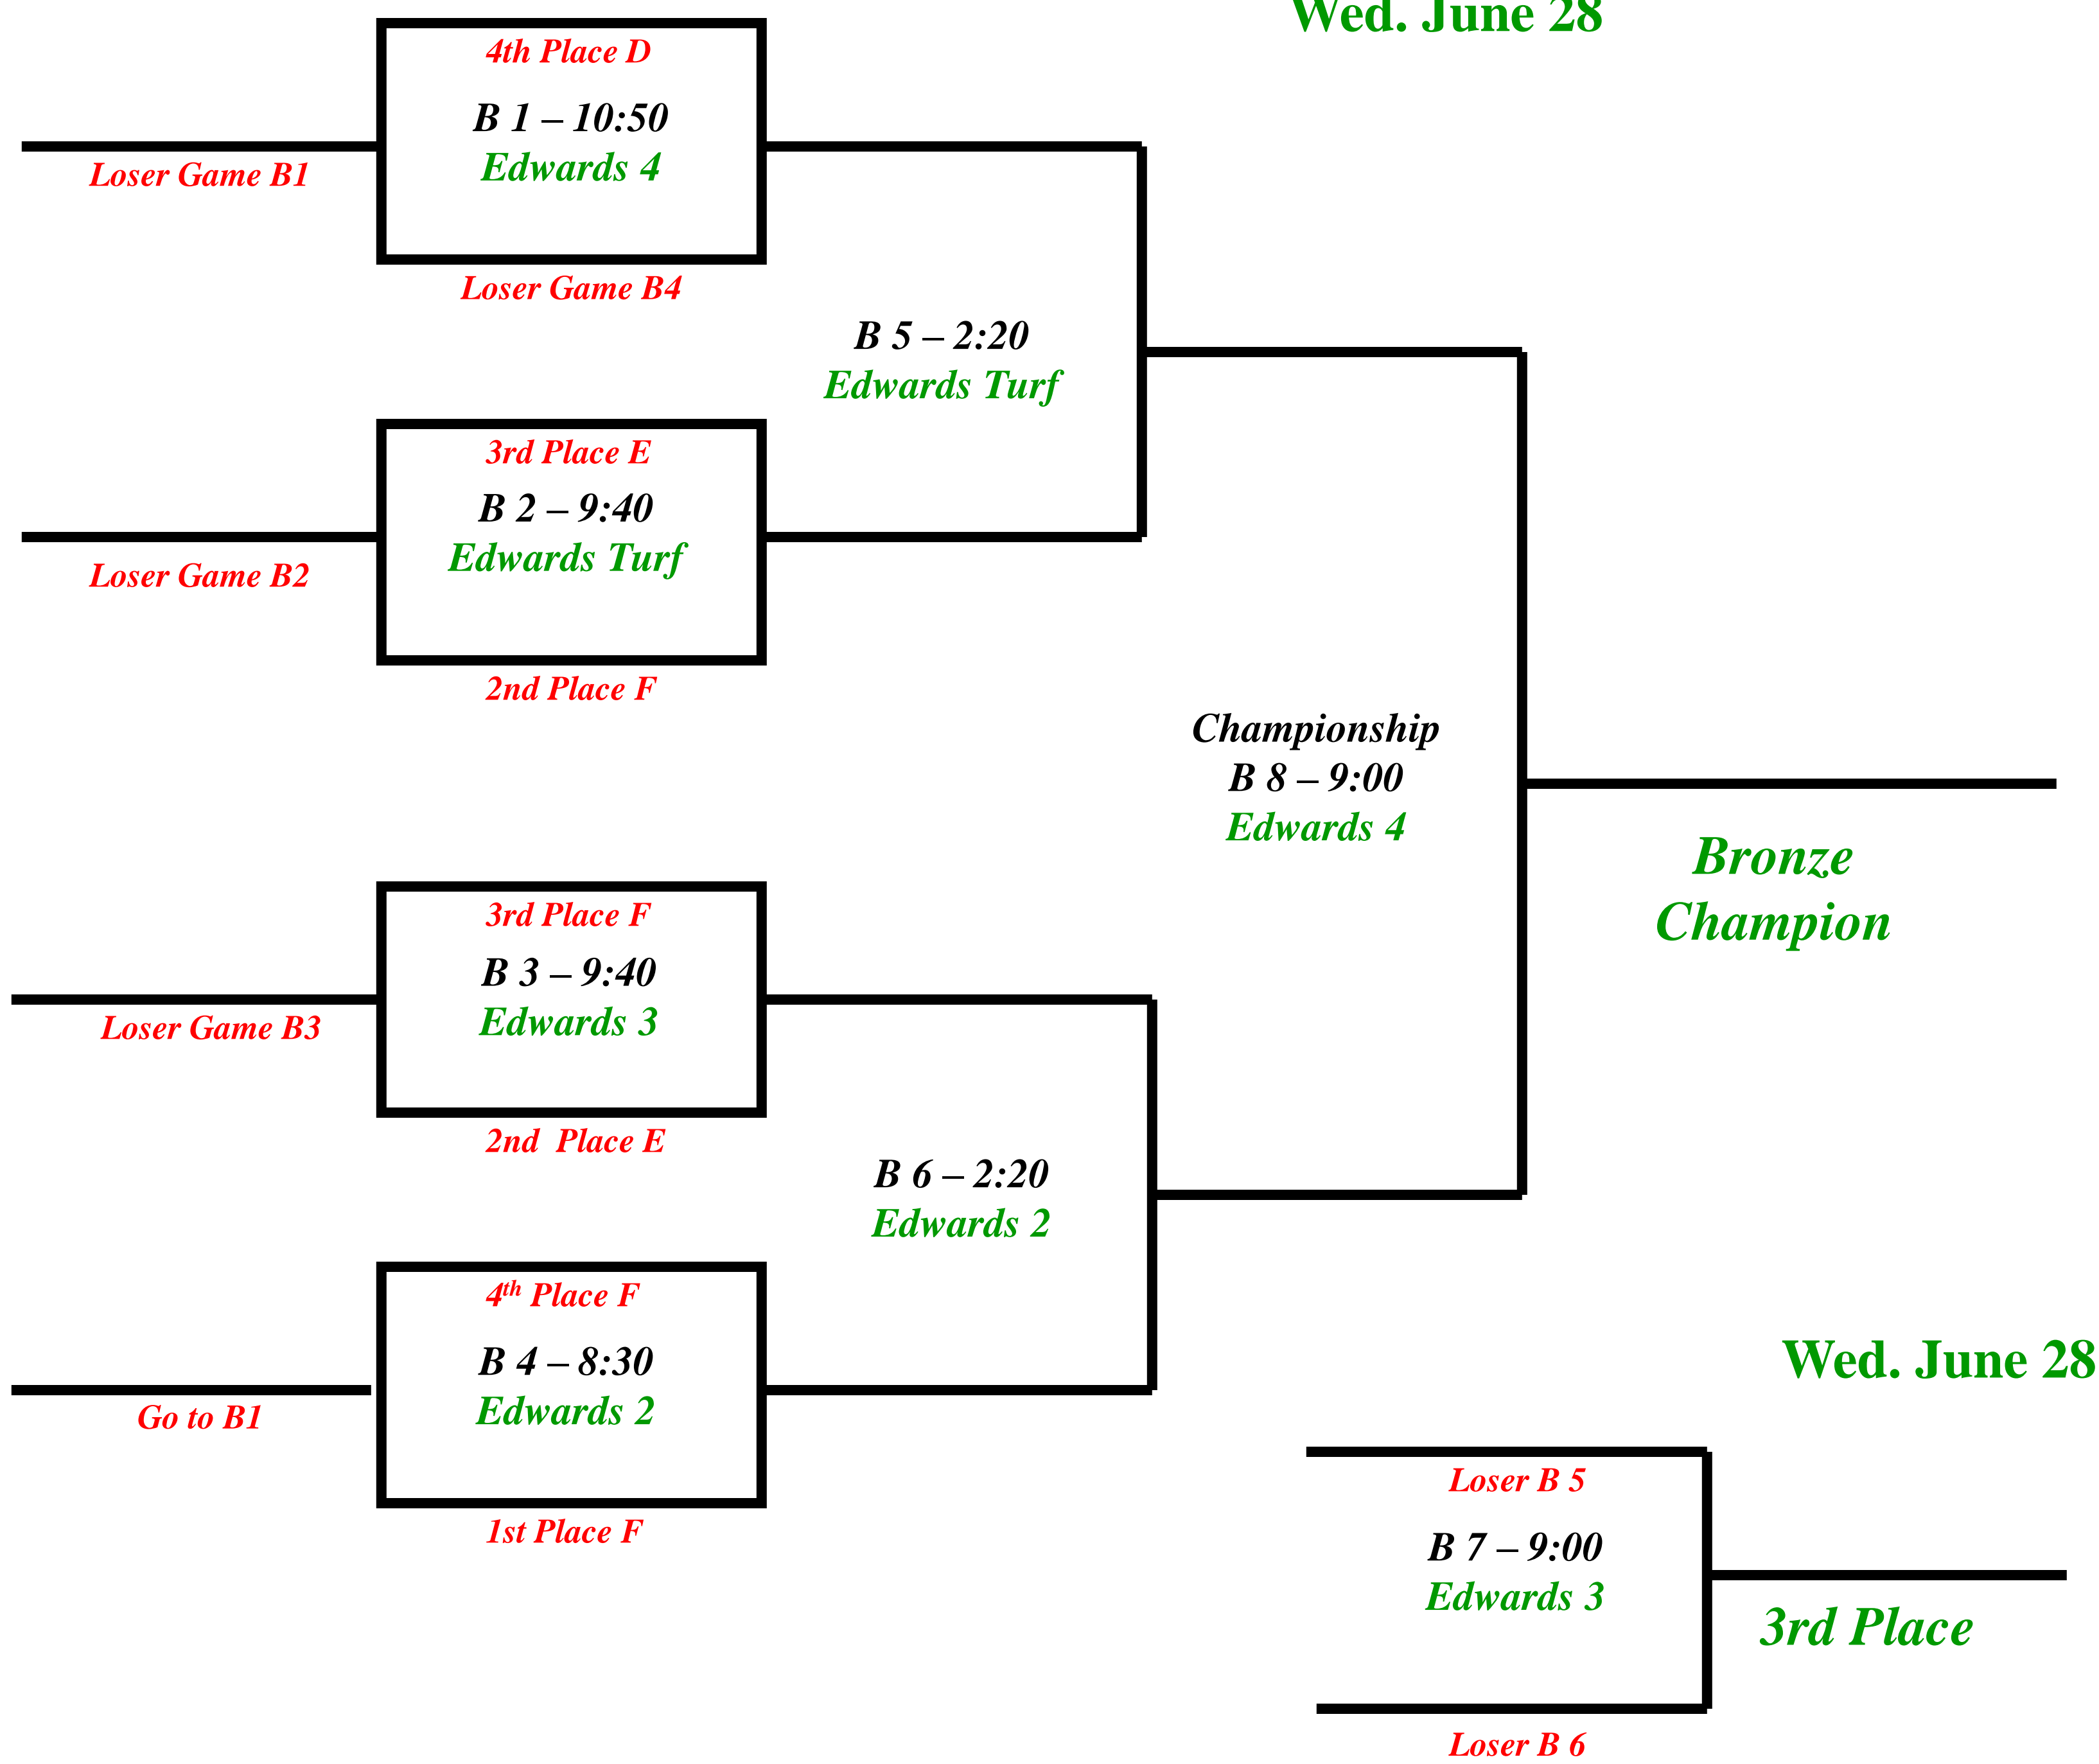 Wed. June 28
4th Place D
B 1 – 10:50
Edwards 4
Loser Game B1
Loser Game B4
B 5 – 2:20
Edwards Turf
3rd Place E
B 2 – 9:40
Edwards Turf
Loser Game B2
2nd Place F
Championship
B 8 – 9:00
Edwards 4
Bronze
Champion
3rd Place F
B 3 – 9:40
Edwards 3
Loser Game B3
2nd  Place E
B 6 – 2:20
Edwards 2
4th Place F
B 4 – 8:30
Edwards 2
Go to B1
1st Place F
Wed. June 28
Loser B 5
B 7 – 9:00
Edwards 3
3rd Place
Loser B 6